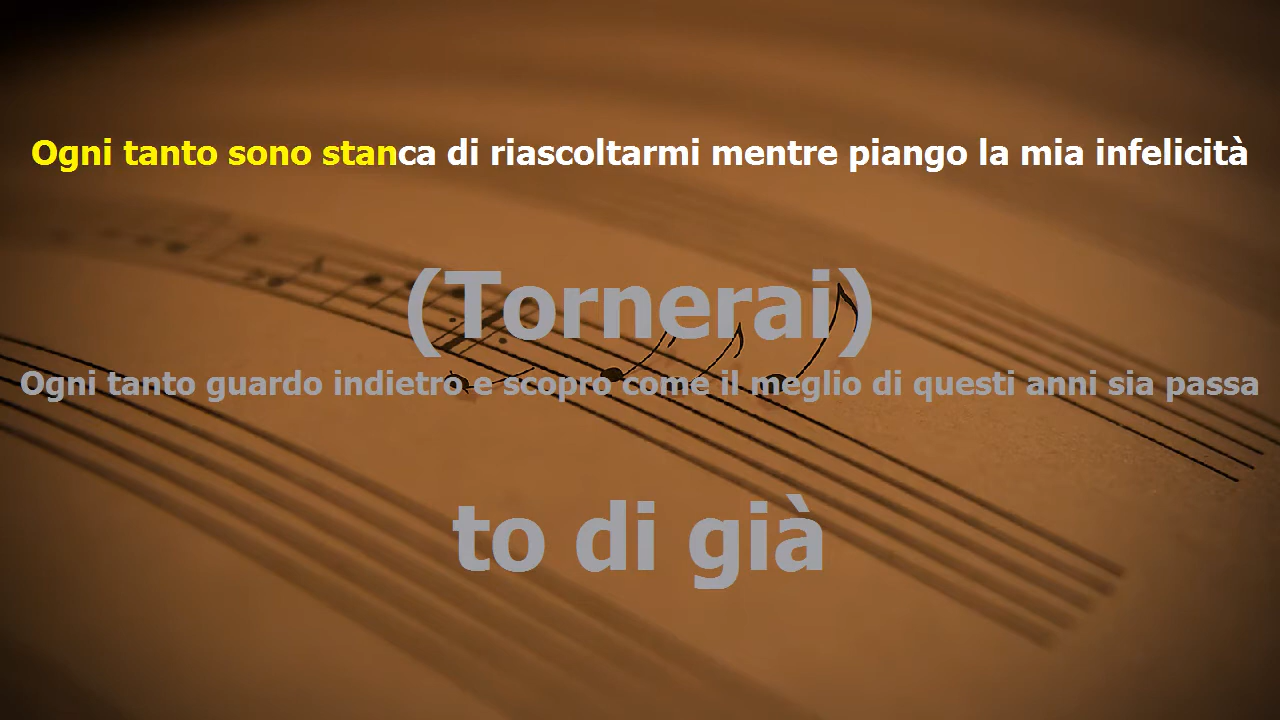 Ogni tanto sono stanca di riascoltarmi mentre piango la mia infelicità
(Tornerai)
Ogni tanto guardo indietro e scopro come il meglio di questi anni sia passa
to di già